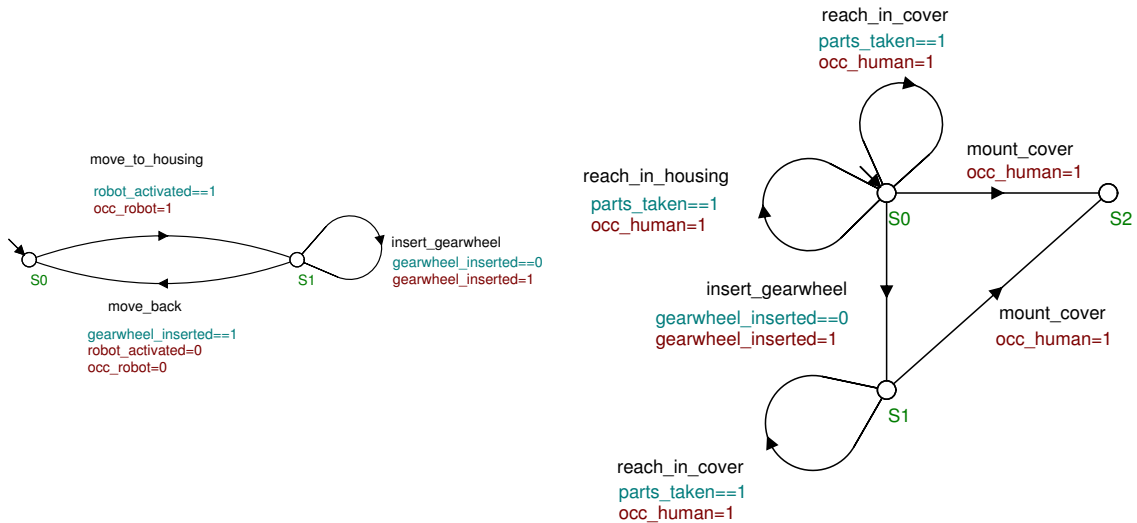 move_to_housing
robot_activated==1
occ_robot=1
S0
S1
insert_gearwheel
gearwheel_inserted==0
gearwheel_inserted=1
move_back
gearwheel_inserted==1
robot_activated=0
occ_robot=0
reach_in_cover
parts_taken==1
occ_human=1
reach_in_housing
parts_taken==1
occ_human=1
mount_cover
occ_human=1
S0
S2
insert_gearwheel
gearwheel_inserted==0
gearwheel_inserted=1
mount_cover
occ_human=1
S1
reach_in_cover
parts_taken==1
occ_human=1